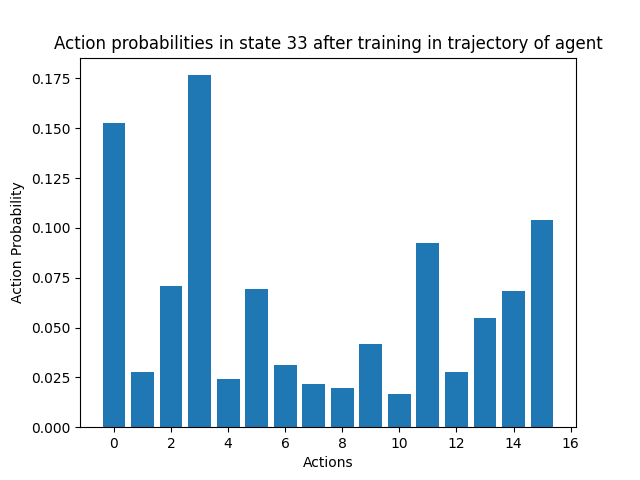 Action probabilities in state 33 after training in trajectory of agent
0.175
0.150
0.125
0.100
0.075
0.050
0.025
0.000
Action Probability
0 2 4 6 8 10 12 14 16
Actions